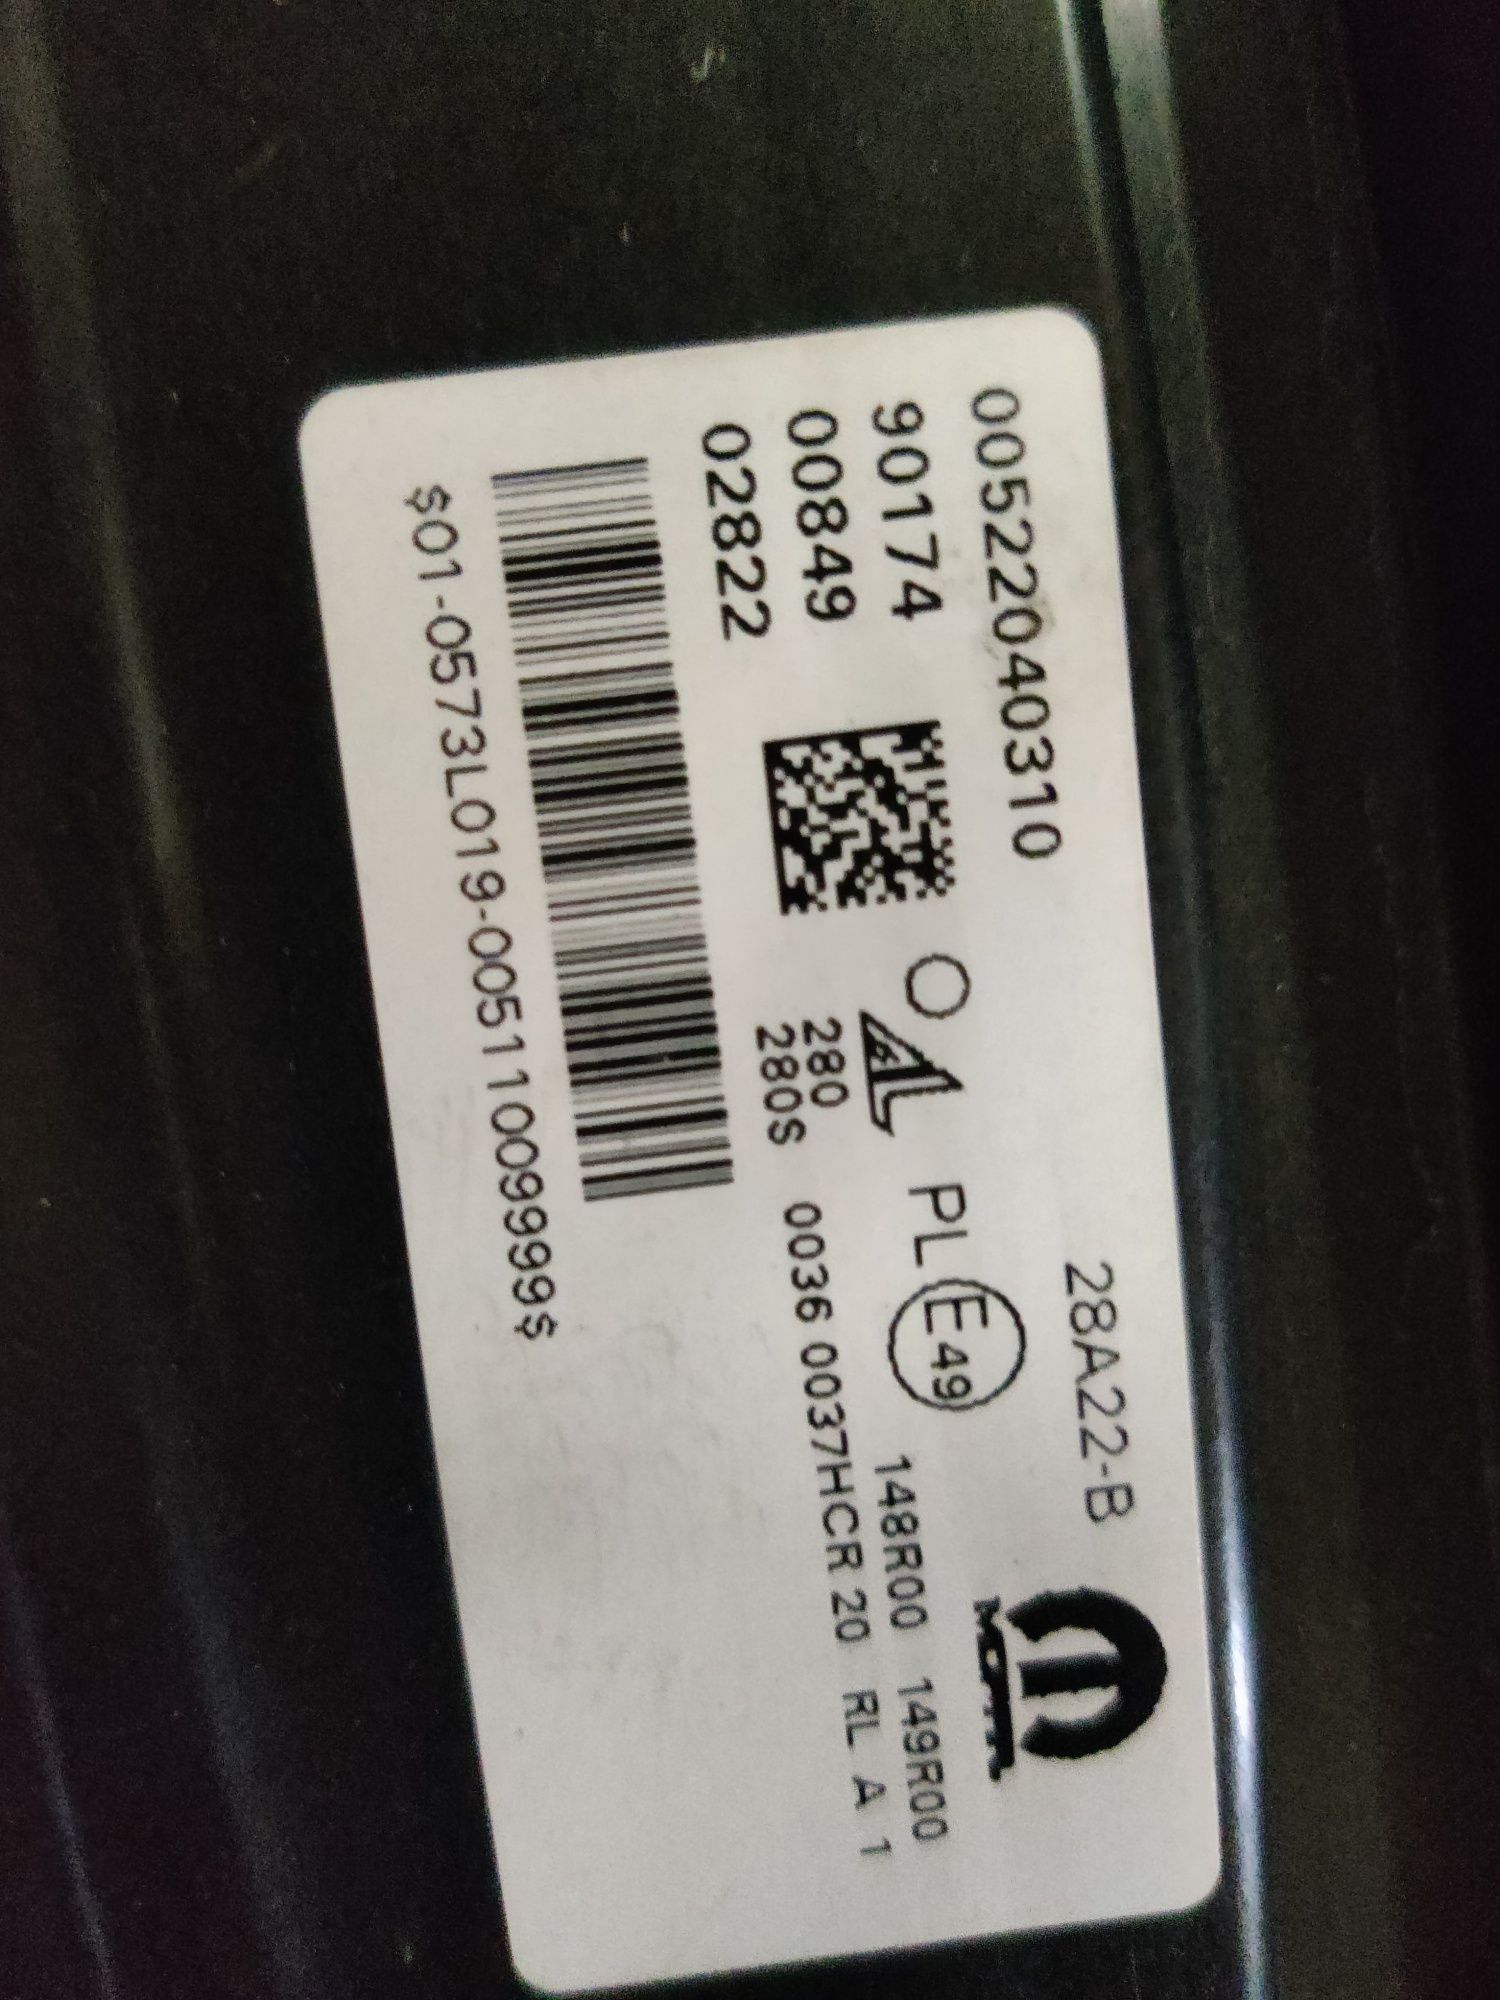 00522040310
28A22-B
MOPAR
90174
00849
02822
PL E49
148R00 149R00
280
280S
0036 0037HCR 20 RL A 1
$01-0573L019-00511009999$